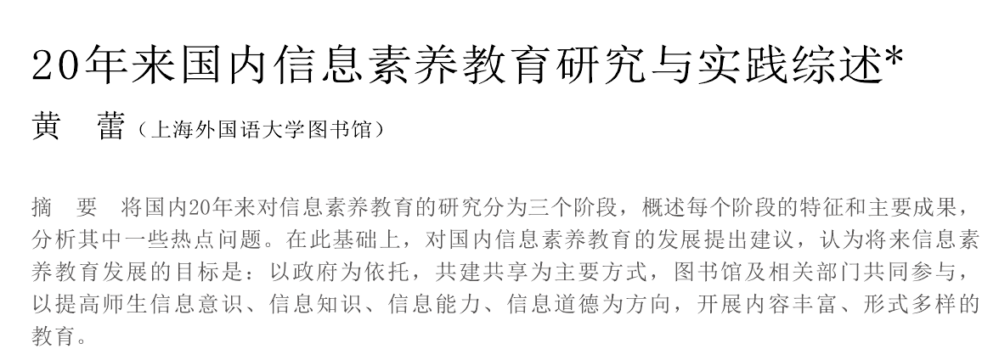 20年来国内信息素养教育研究与实践综述*
黄　蕾（上海外国语大学图书馆）
摘　要　将国内20年来对信息素养教育的研究分为三个阶段，概述每个阶段的特征和主要成果，
分析其中一些热点问题。在此基础上，对国内信息素养教育的发展提出建议，认为将来信息素
养教育发展的目标是：以政府为依托，共建共享为主要方式，图书馆及相关部门共同参与，
以提高师生信息意识、信息知识、信息能力、信息道德为方向，开展内容丰富、形式多样的
教育。